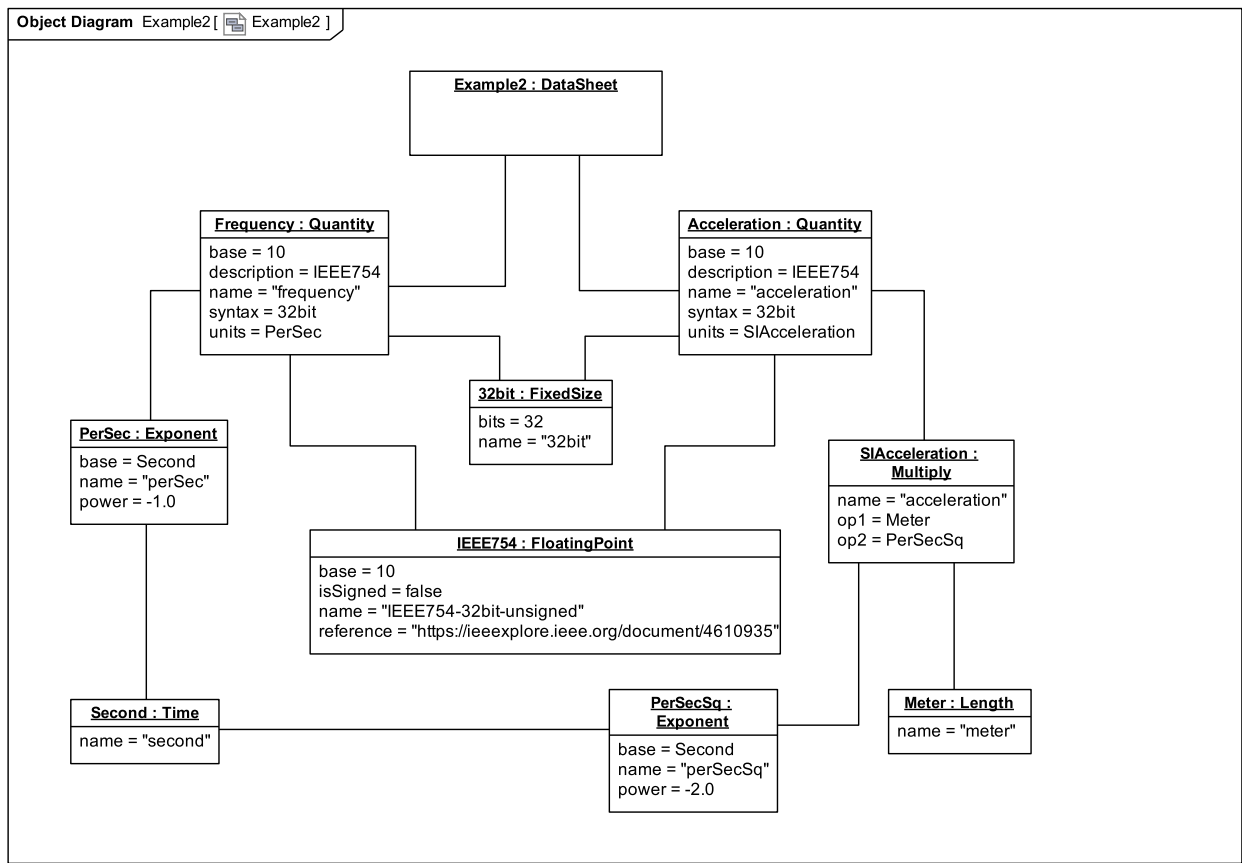 Object Diagram Example2 [ Example2 ]
Example2 : DataSheet
Frequency : Quantity
base = 10
description = IEEE754
name = "frequency"
syntax = 32bit
units = PerSec
Acceleration : Quantity
base = 10
description = IEEE754
name = "acceleration"
syntax = 32bit
units = SIAcceleration
32bit : FixedSize
bits = 32
name = "32bit"
PerSec : Exponent
base = Second
name = "perSec"
power = -1.0
SIAcceleration :
Multiply
name = "acceleration"
op1 = Meter
op2 = PerSecSq
IEEE754 : FloatingPoint
base = 10
isSigned = false
name = "IEEE754-32bit-unsigned"
reference = "https://ieeexplore.ieee.org/document/4610935"
Second : Time
name = "second"
PerSecSq :
Exponent
base = Second
name = "perSecSq"
power = -2.0
Meter : Length
name = "meter"